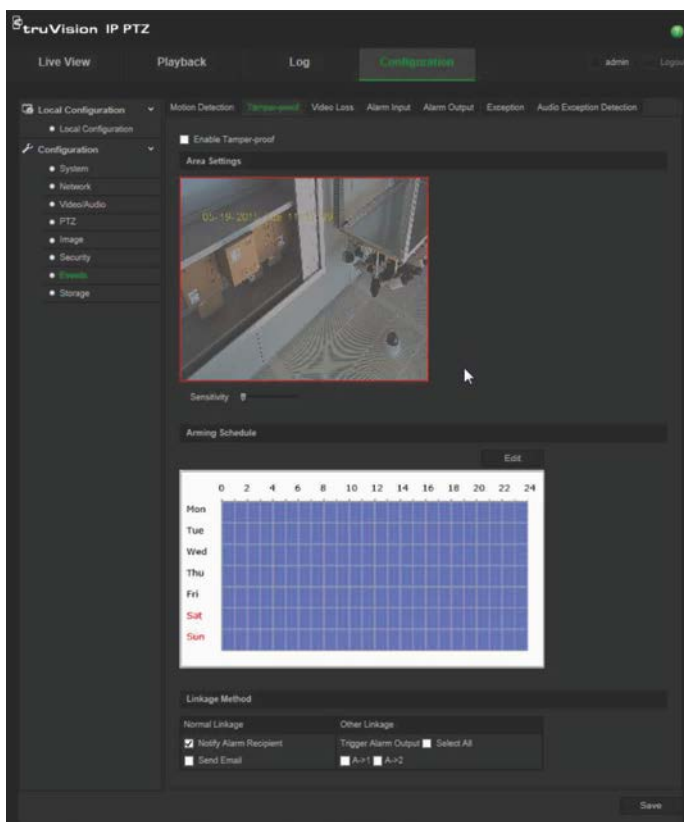 truVision IP PTZ
Live View Playback Log Configuration admin Logout
Local Configuration
Local Configuration
Configuration
System
Network
Video/Audio
PTZ
Image
Security
Events
Storage
Motion Detection Tamper-proof Video Loss Alarm Input Alarm Output Exception Audio Exception Detection
Enable Tamper-proof
Area Settings
05-19-2015
Sensitivity
Arming Schedule
Edit
0 2 4 6 8 10 12 14 16 18 20 22 24
Mon
Tue
Wed
Thu
Fri
Sat
Sun
Linkage Method
Normal Linkage Other Linkage
Notify Alarm Recipient Trigger Alarm Output Select All
Send Email A->1 A->2
Save